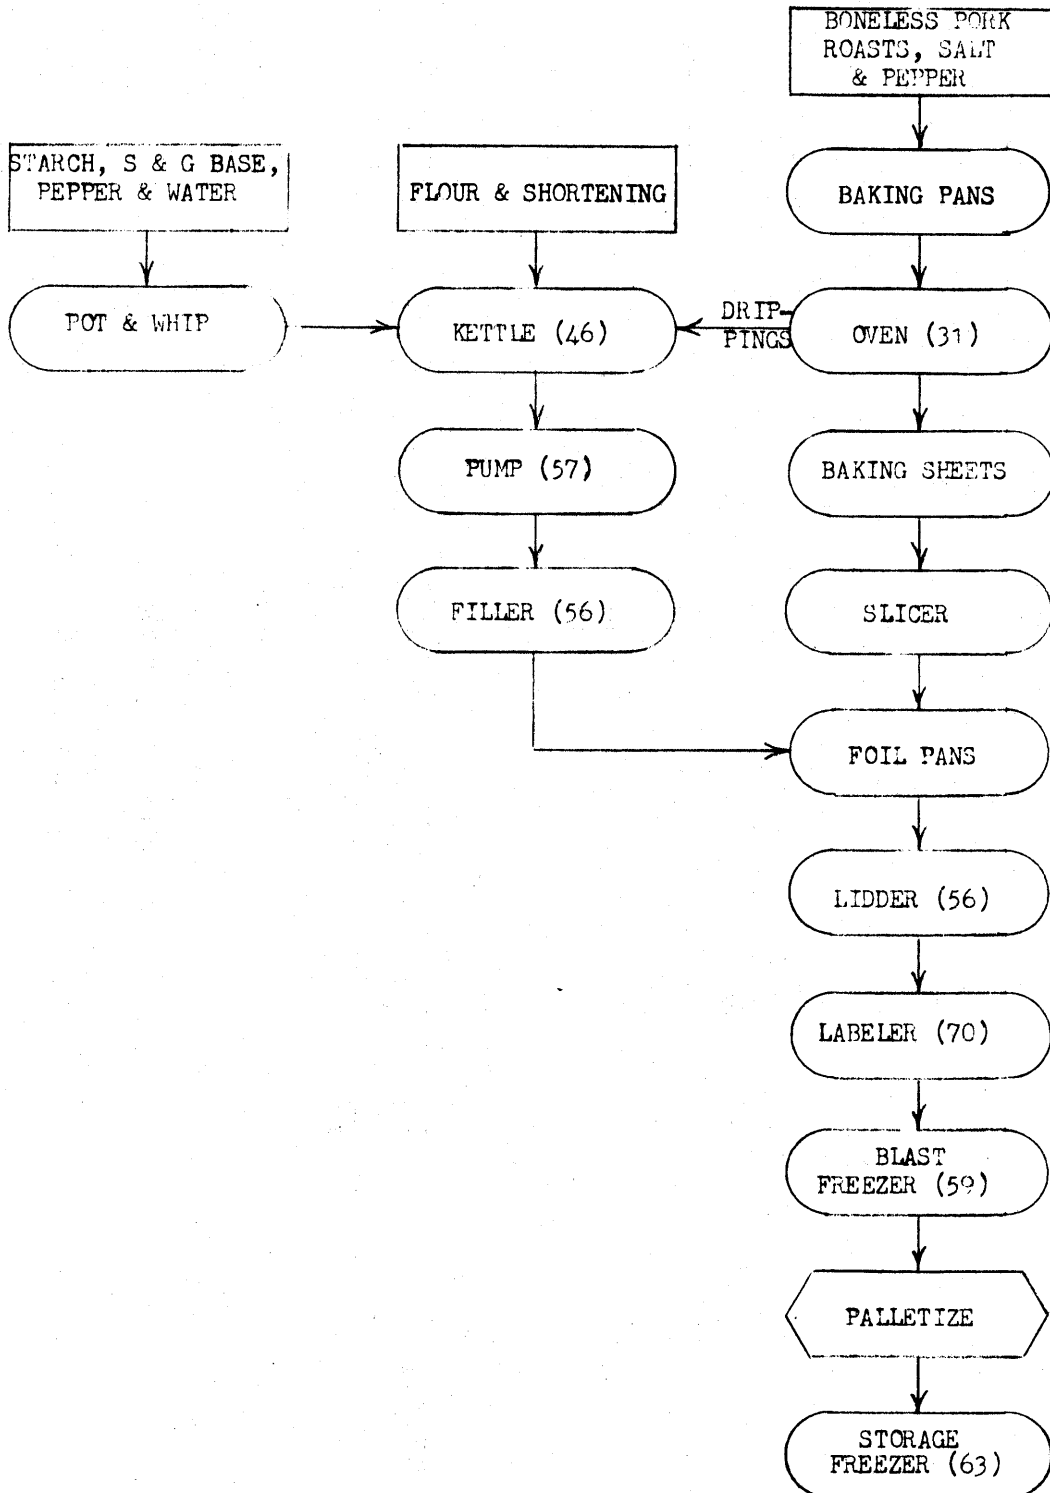 BONELESS PORK
ROASTS, SALT
& PEPPER
STARCH, S & G BASE,
PEPPER & WATER
FLOUR & SHORTENING
BAKING PANS
POT & WHIP
KETTLE (46)
DRIP-
PINGS
OVEN (31)
PUMP (57)
BAKING SHEETS
FILLER (56)
SLICER
FOIL PANS
LIDDER (56)
LABELER (70)
BLAST
FREEZER (59)
PALLETIZE
STORAGE
FREEZER (63)